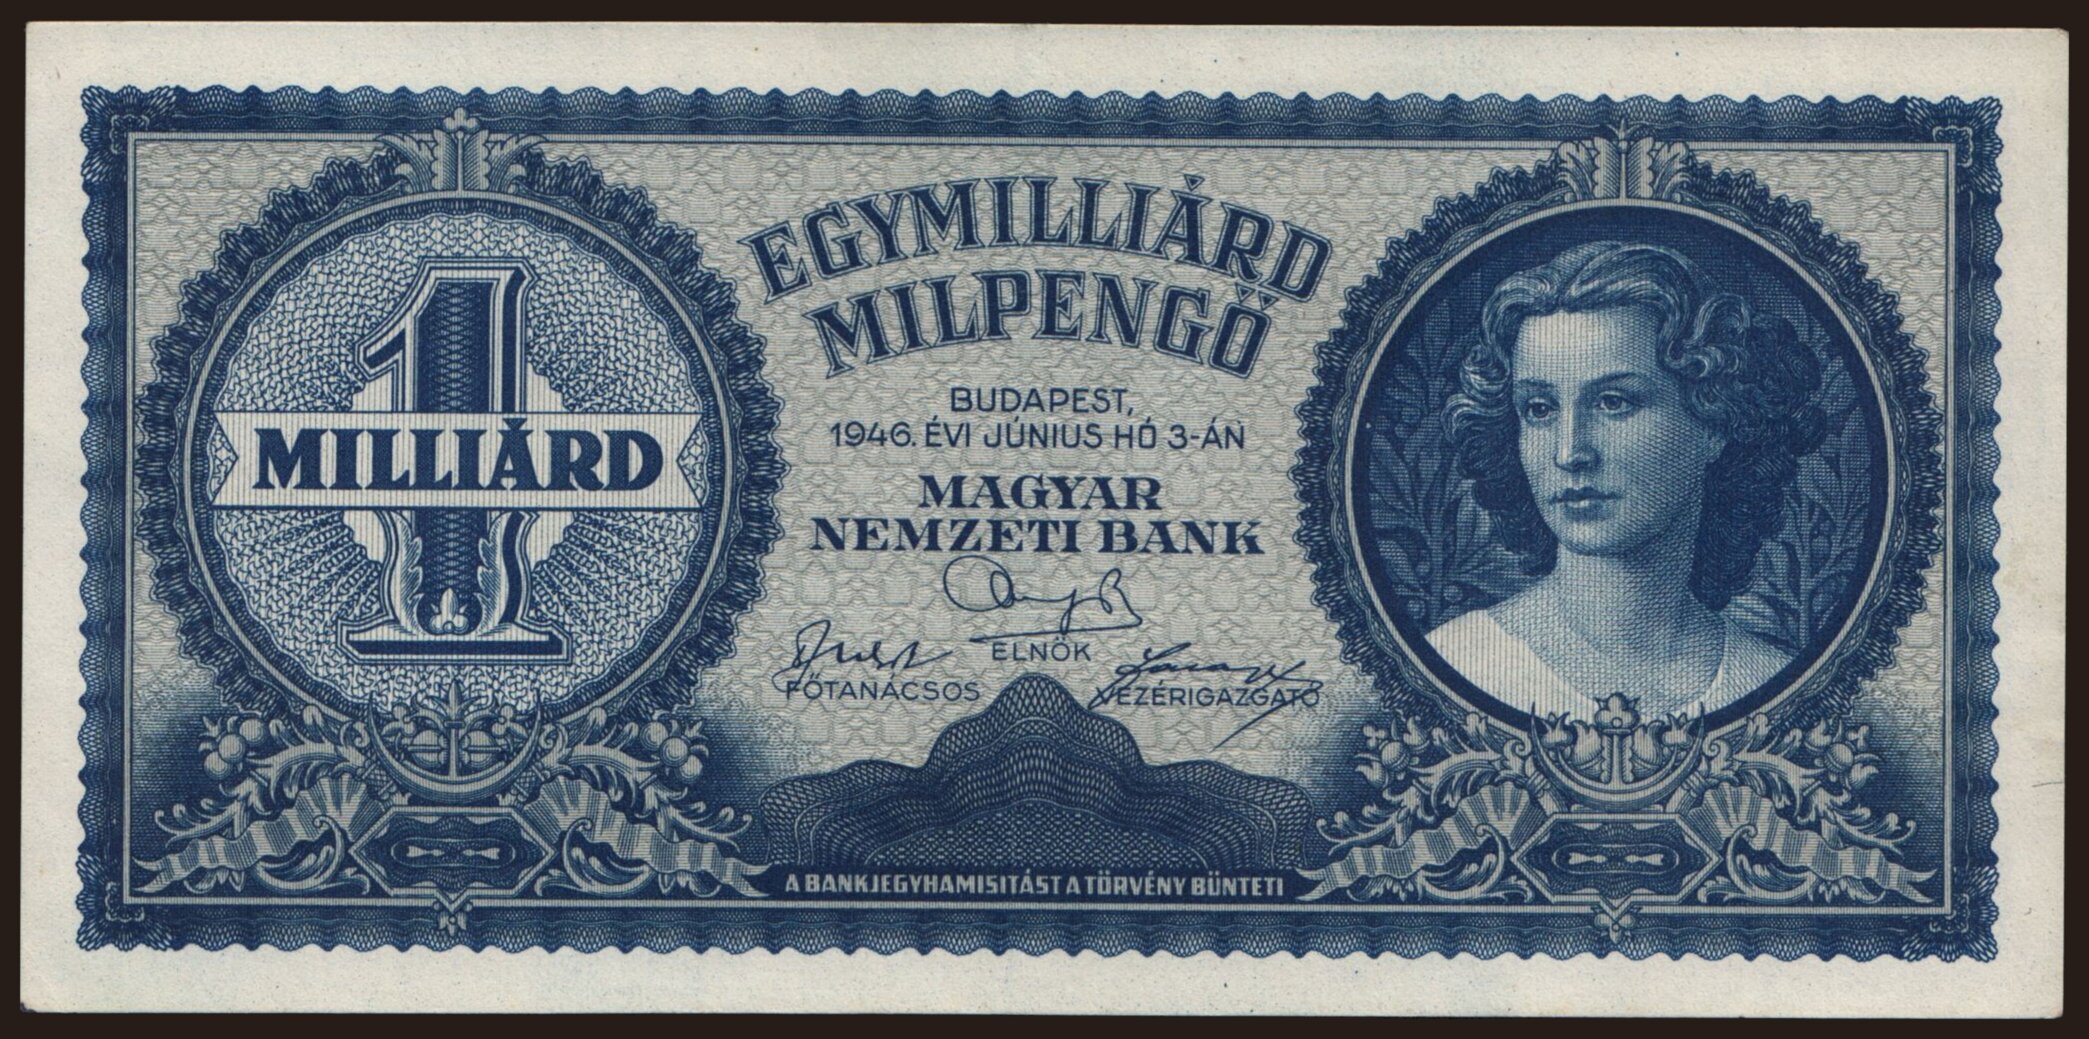 1
MILLIÁRD
EGYMILLIÁRD
MILPENGŐ
BUDAPEST,
1946. ÉVI JÚNIUS HÓ 3-ÁN
MAGYAR
NEMZETI BANK
ELNÖK
FŐTANÁCSOS
VEZÉRIGAZGATÓ
A BANKJEGYHAMISITÁST A TÖRVÉNY BÜNTETI